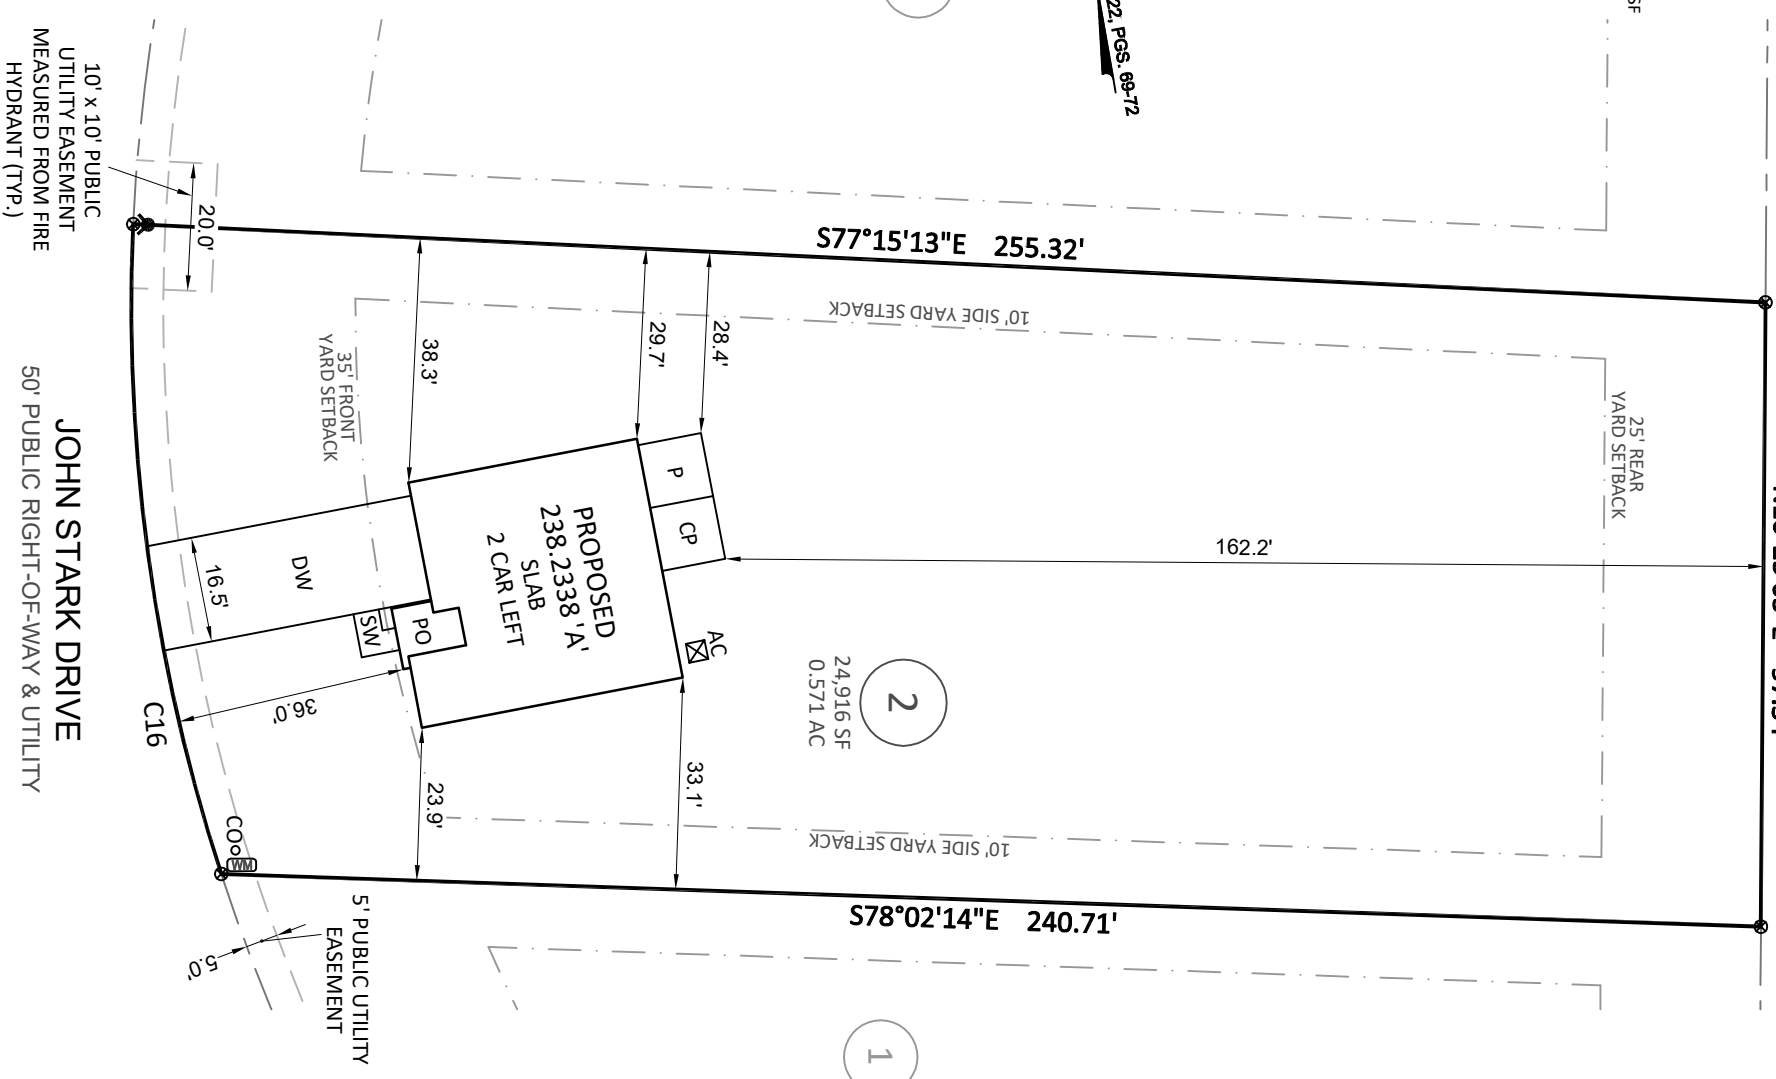 22, PGS. 69-72
SF
10' x 10' PUBLIC
UTILITY EASEMENT
MEASURED FROM FIRE
HYDRANT (TYP.)
20.0'
S77°15'13"E 255.32'
10' SIDE YARD SETBACK
35' FRONT
YARD SETBACK
38.3'
29.7'
28.4'
25' REAR
YARD SETBACK
P
CP
162.2'
PROPOSED
238.2338 'A'
SLAB
2 CAR LEFT
DW
16.5'
PO
SW
AC
2
24,916 SF
0.571 AC
36.0'
33.1'
23.9'
C16
JOHN STARK DRIVE
50' PUBLIC RIGHT-OF-WAY & UTILITY
10' SIDE YARD SETBACK
CO
WM
S78°02'14"E 240.71'
5' PUBLIC UTILITY
EASEMENT
5.0'
1